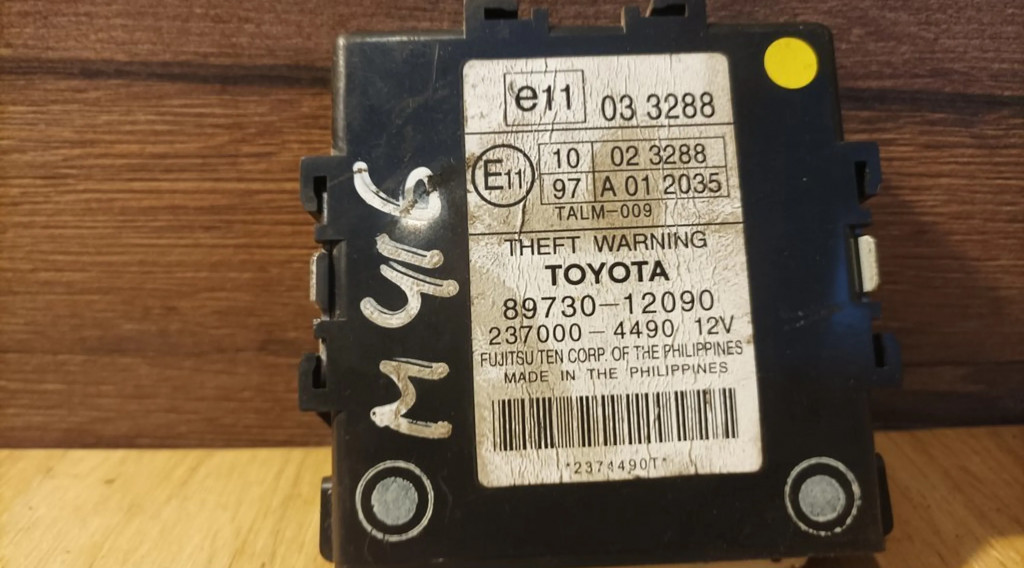 e11 03 3288
E11 10 02 3288
97 A 01 2035
TALM-009
THEFT WARNING
TOYOTA
89730-12090
237000-4490 12V
FUJITSU TEN CORP. OF THE PHILIPPINES
MADE IN THE PHILIPPINES
*2374490T*